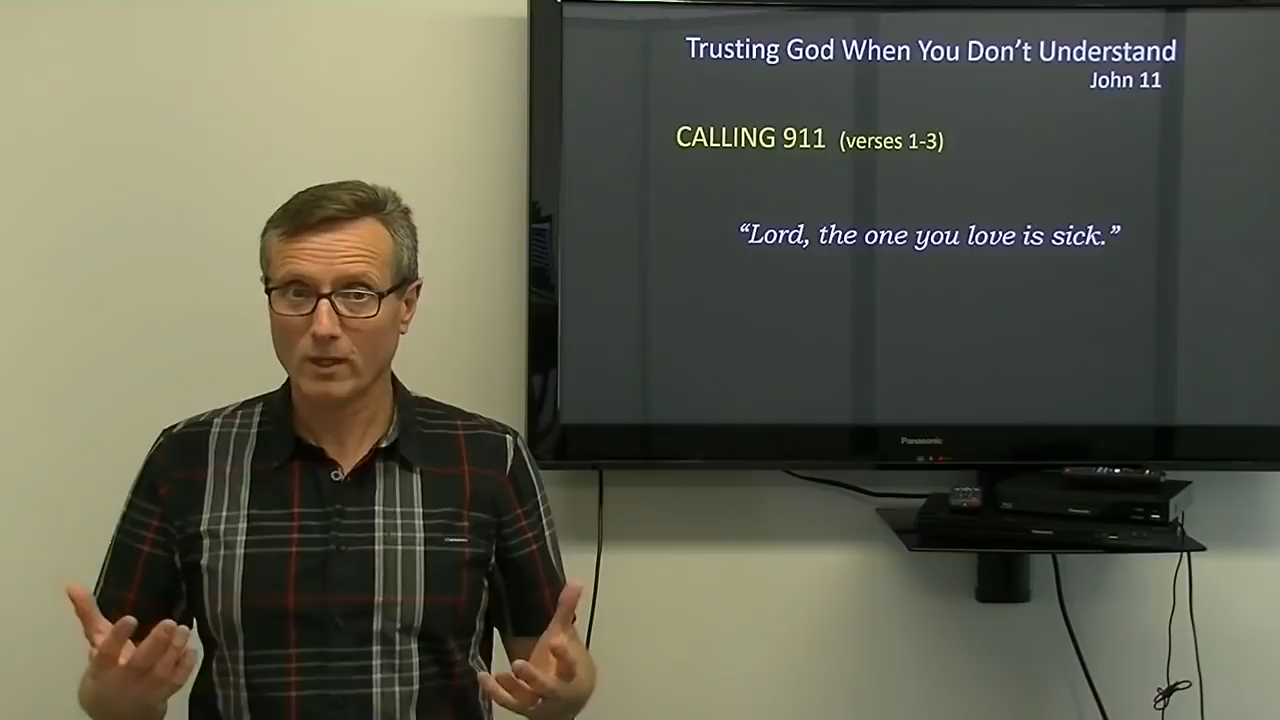 Trusting God When You Don’t Understand
John 11
CALLING 911 (verses 1-3)
“Lord, the one you love is sick.”
Panasonic